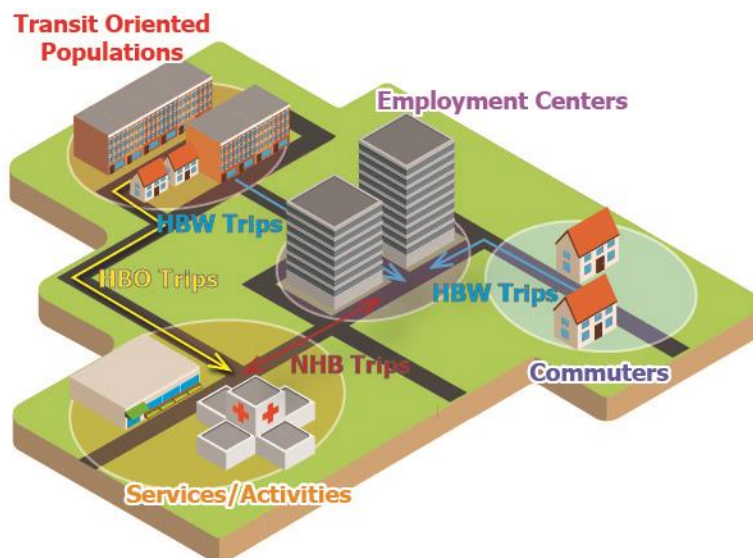 Transit Oriented
Populations
Employment Centers
HBW Trips
HBO Trips
HBW Trips
NHB Trips
Commuters
Services/Activities